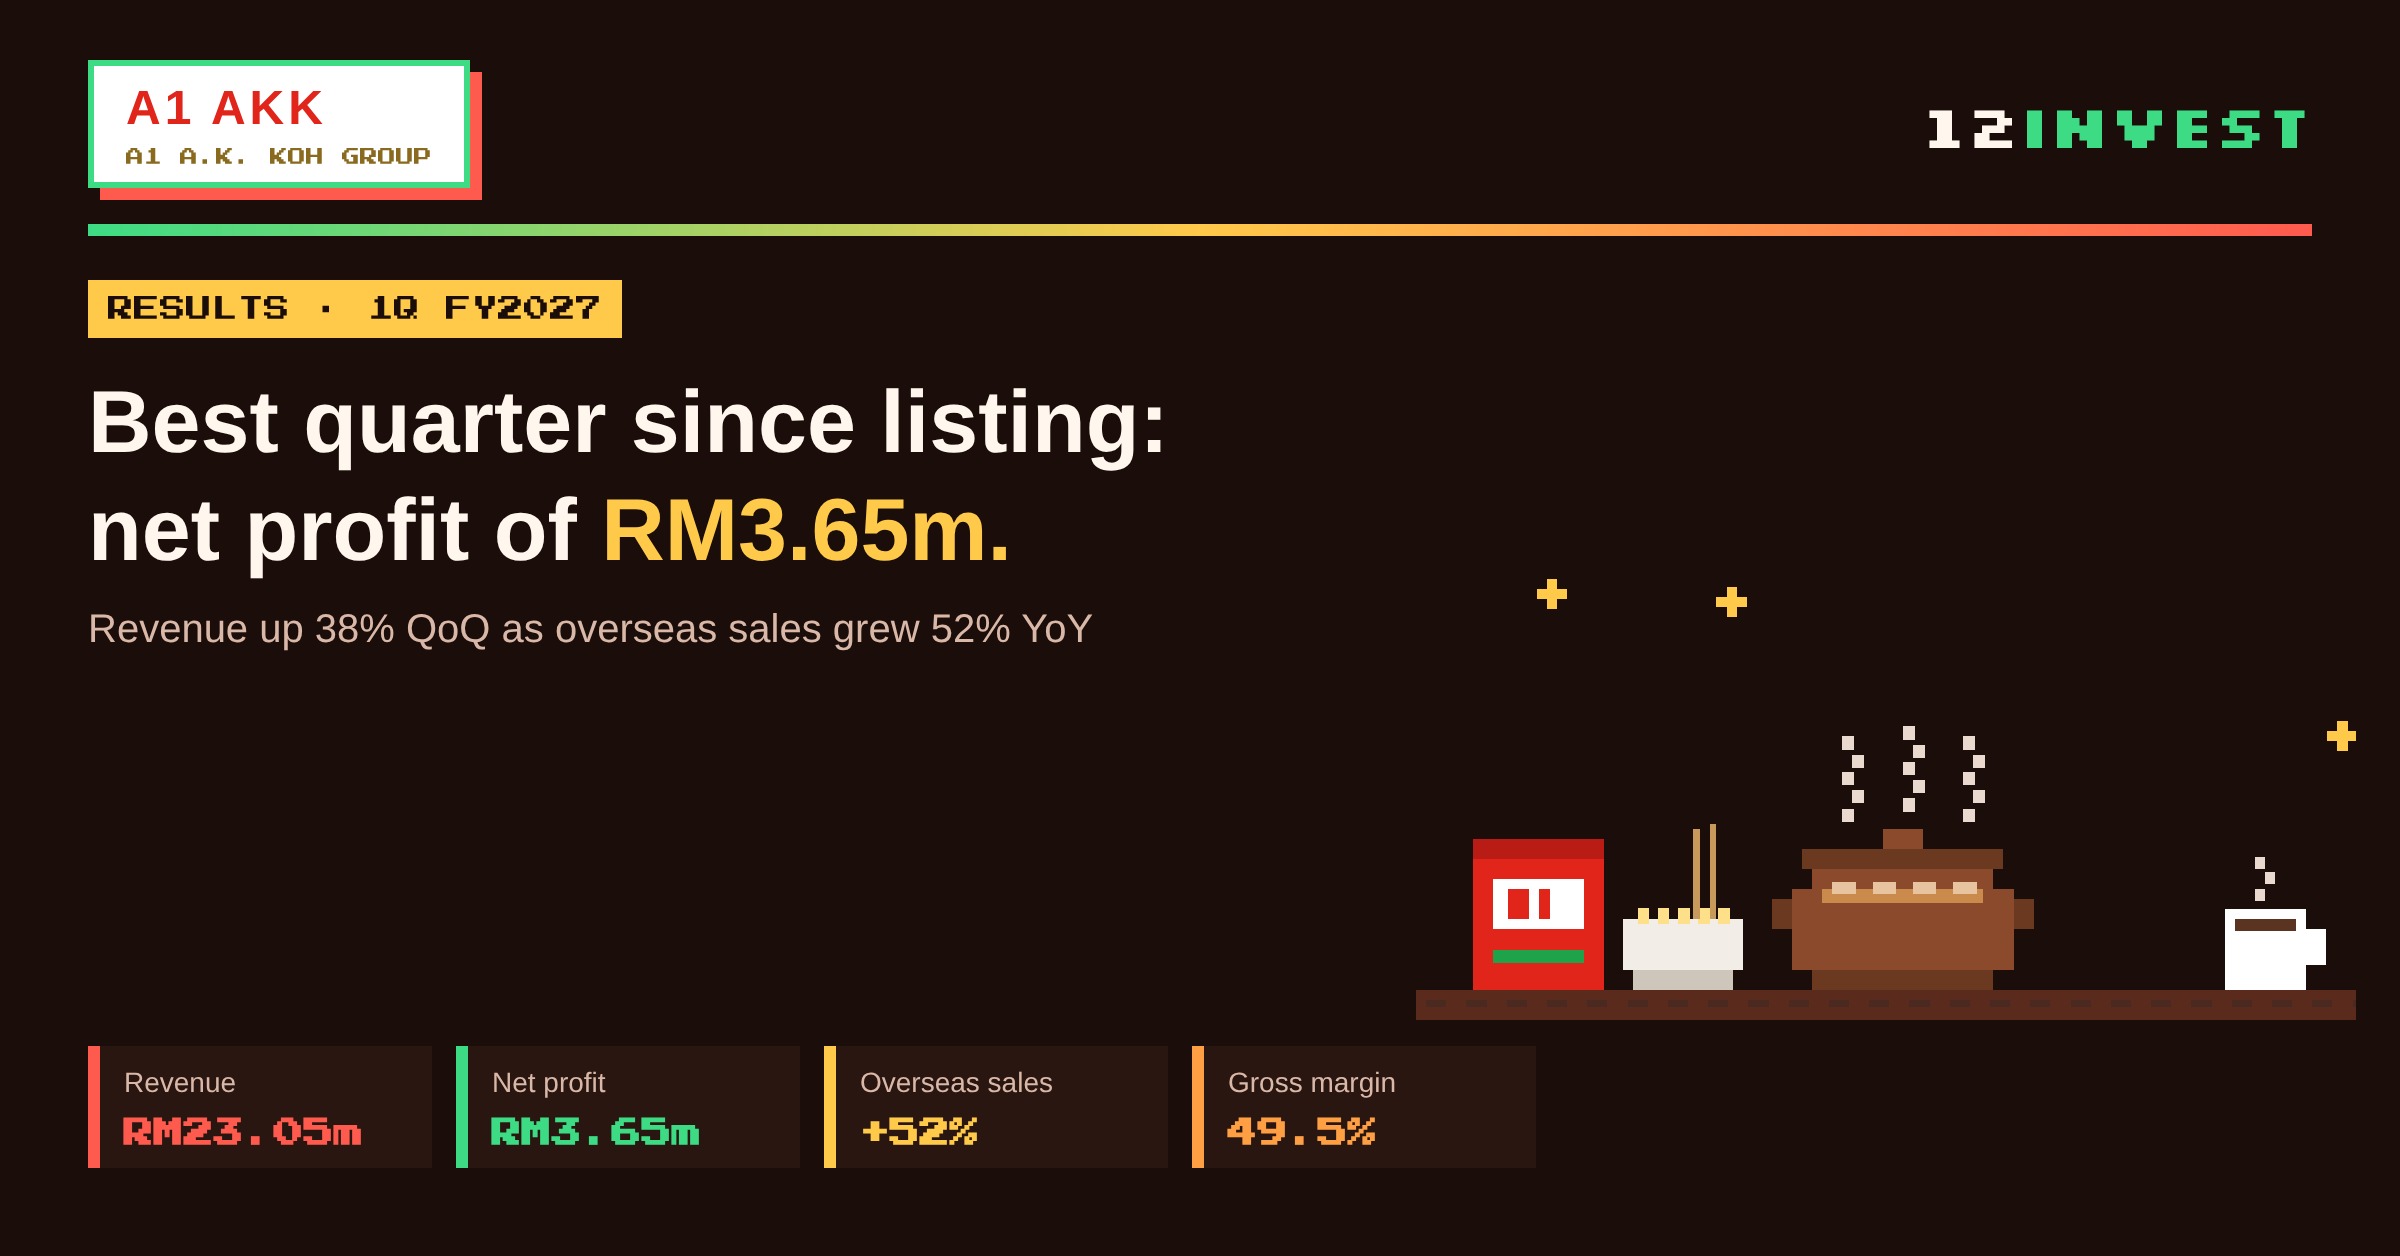 A1 AKK
A1 A.K. KOH GROUP
12INVEST
RESULTS · 1Q FY2027
Best quarter since listing:
net profit of RM3.65m.
Revenue up 38% QoQ as overseas sales grew 52% YoY
Revenue
RM23.05m
Net profit
RM3.65m
Overseas sales
+52%
Gross margin
49.5%